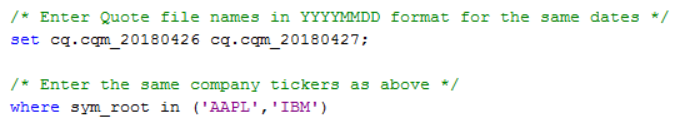 /* Enter Quote file names in YYYYMMDD format for the same dates */
set cq.cqm_20180426 cq.cqm_20180427;
/* Enter the same company tickers as above */
where sym_root in ('AAPL','IBM')